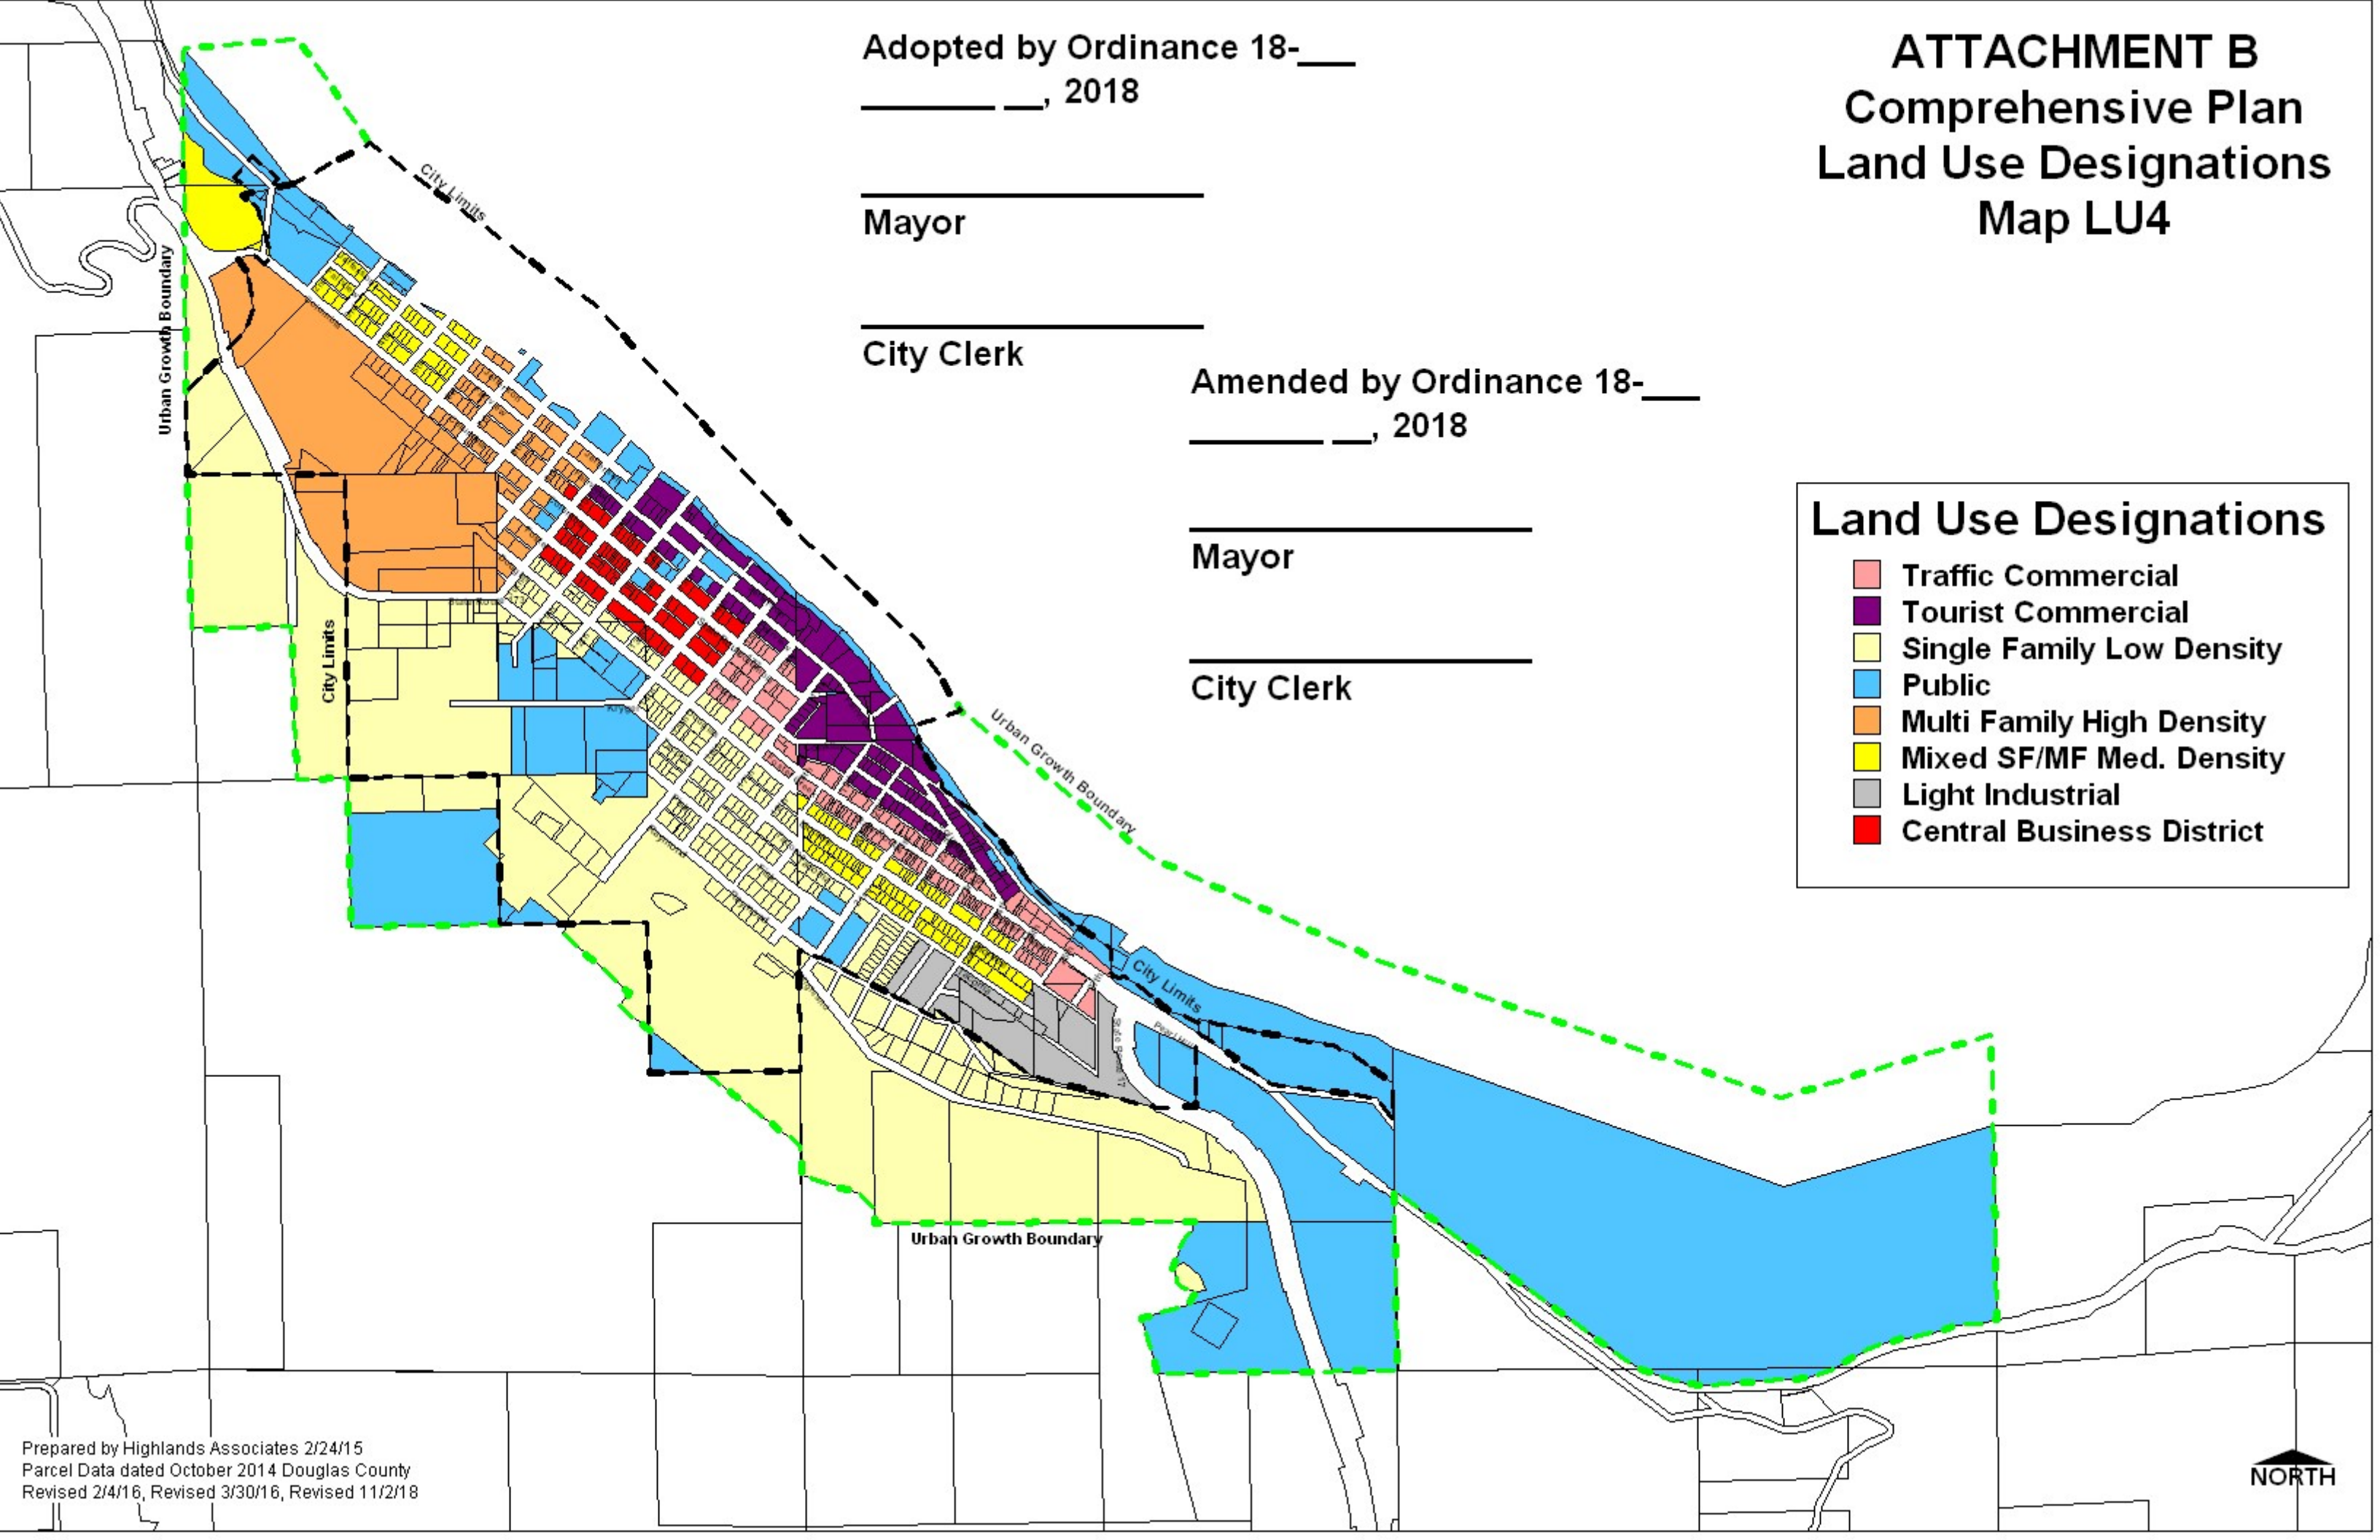 Adopted by Ordinance 18-___
_______ __, 2018
Mayor
City Clerk
Amended by Ordinance 18-___
_______ __, 2018
Mayor
City Clerk
ATTACHMENT B
Comprehensive Plan
Land Use Designations
Map LU4
Land Use Designations
Traffic Commercial
Tourist Commercial
Single Family Low Density
Public
Multi Family High Density
Mixed SF/MF Med. Density
Light Industrial
Central Business District
City Limits
Urban Growth Boundary
City Limits
Urban Growth Boundary
City Limits
Urban Growth Boundary
Prepared by Highlands Associates 2/24/15
Parcel Data dated October 2014 Douglas County
Revised 2/4/16, Revised 3/30/16, Revised 11/2/18
NORTH